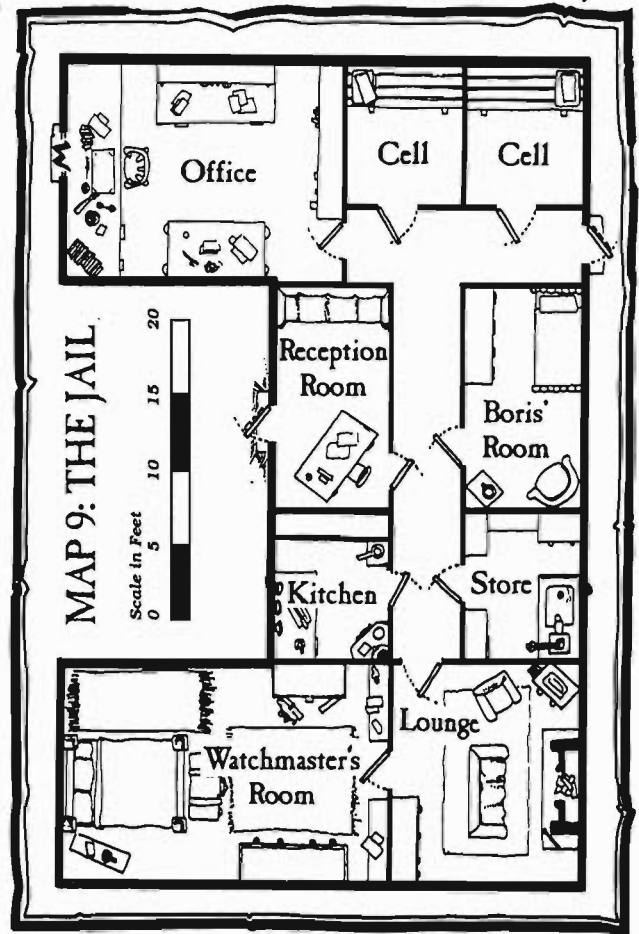 Office
Cell
Cell
Reception
Room
Boris'
Room
MAP 9: THE JAIL
Scale in Feet
0 5 10 15 20
Kitchen
Store
Lounge
Watchmaster's
Room